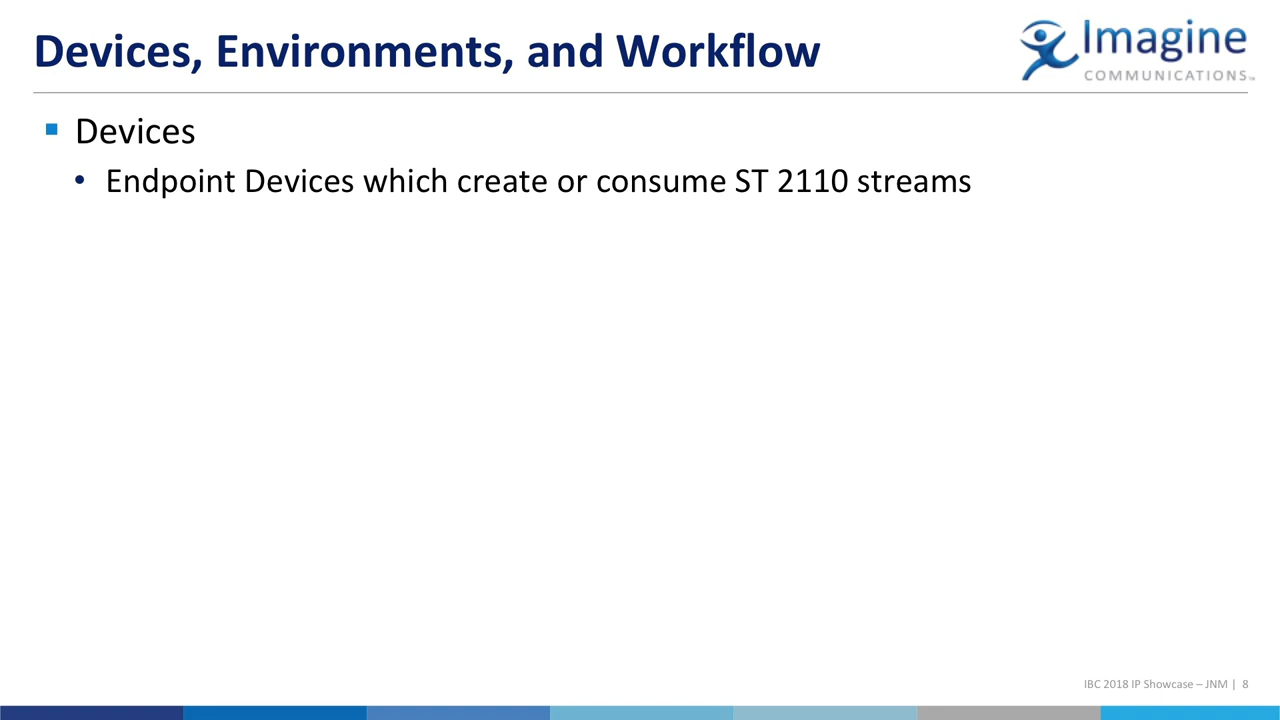 Devices, Environments, and Workflow
Imagine
COMMUNICATIONS™
Devices
Endpoint Devices which create or consume ST 2110 streams
IBC 2018 IP Showcase – JNM | 8